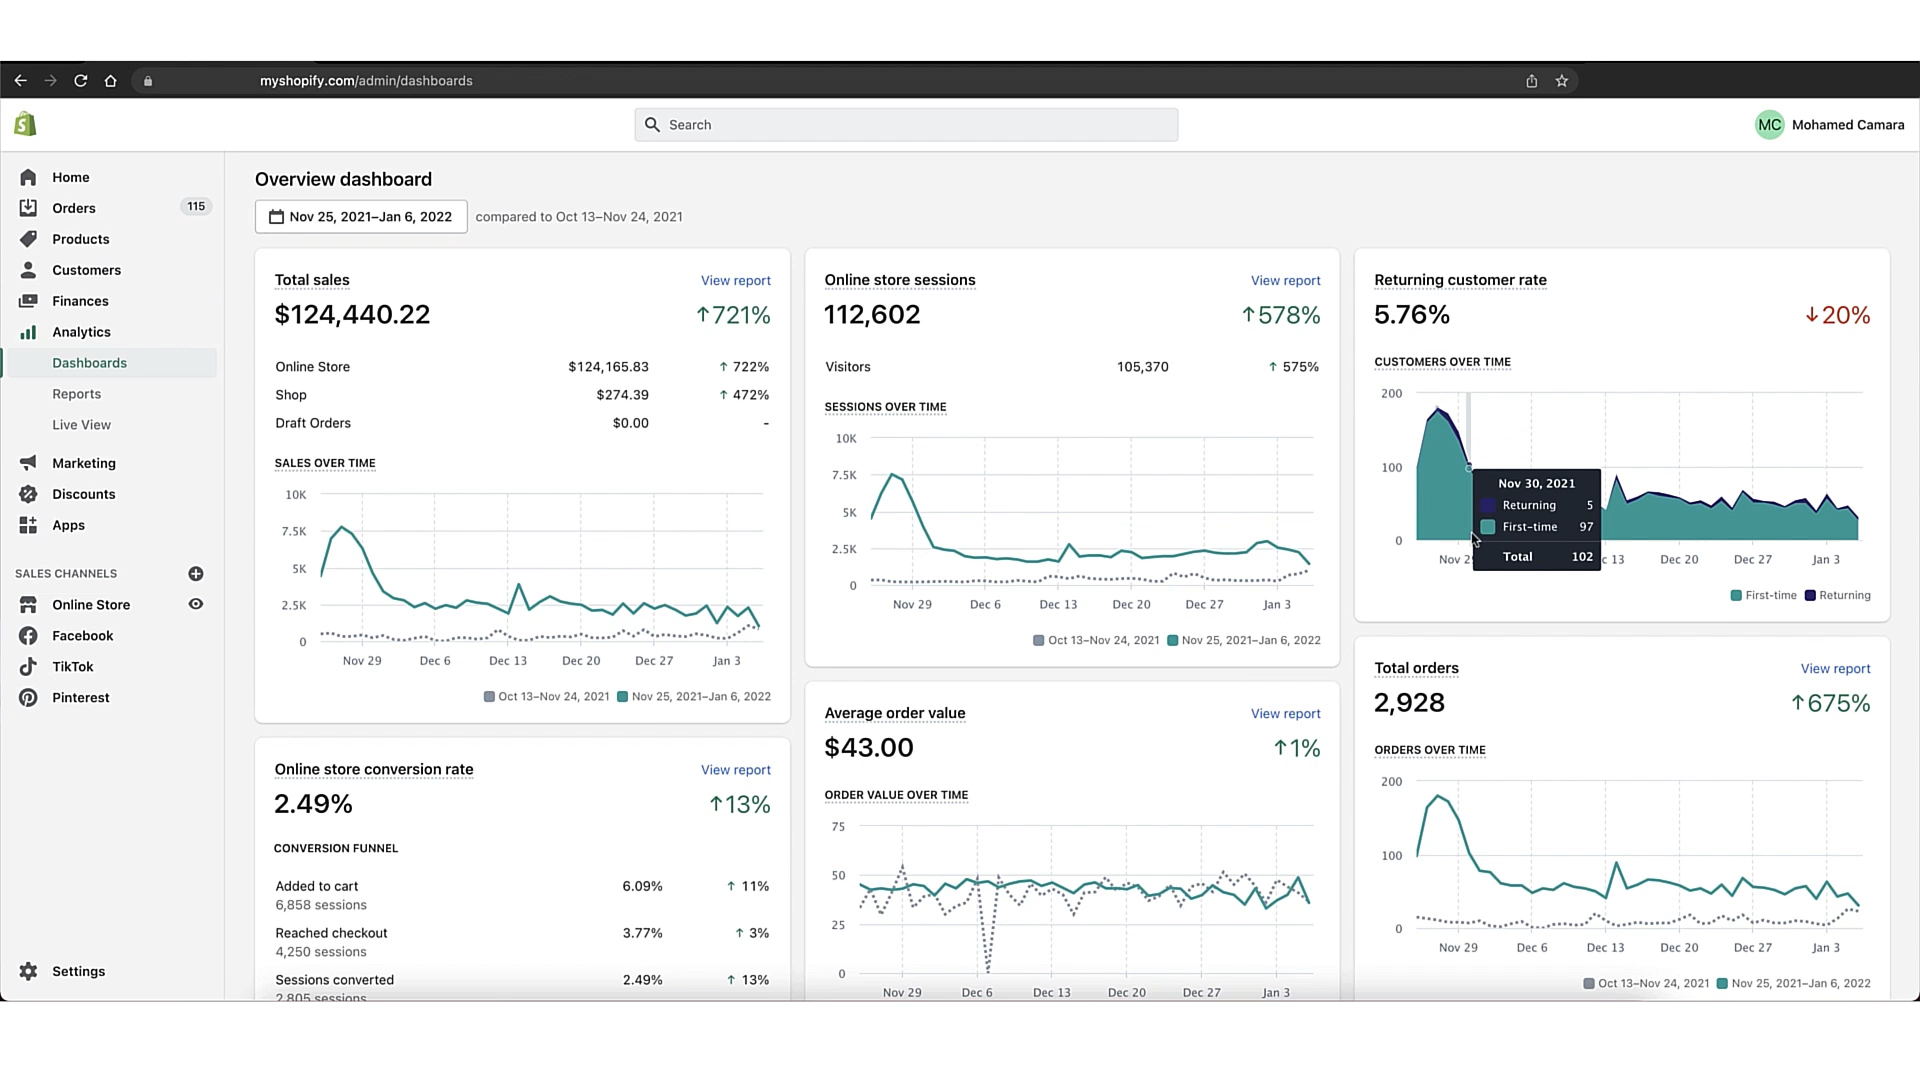 myshopify.com/admin/dashboards
Search
MC Mohamed Camara
Home
Orders 115
Products
Customers
Finances
Analytics
Dashboards
Reports
Live View
Marketing
Discounts
Apps
SALES CHANNELS
Online Store
Facebook
TikTok
Pinterest
Settings
Overview dashboard
Nov 25, 2021–Jan 6, 2022 compared to Oct 13–Nov 24, 2021
Total sales View report
$124,440.22 ↑721%
Online Store $124,165.83 ↑ 722%
Shop $274.39 ↑ 472%
Draft Orders $0.00 -
SALES OVER TIME
10K
7.5K
5K
2.5K
0
Nov 29 Dec 6 Dec 13 Dec 20 Dec 27 Jan 3
Oct 13–Nov 24, 2021 Nov 25, 2021–Jan 6, 2022
Online store conversion rate View report
2.49% ↑13%
CONVERSION FUNNEL
Added to cart 6.09% ↑ 11%
6,858 sessions
Reached checkout 3.77% ↑ 3%
4,250 sessions
Sessions converted 2.49% ↑ 13%
2,805 sessions
Online store sessions View report
112,602 ↑578%
Visitors 105,370 ↑ 575%
SESSIONS OVER TIME
10K
7.5K
5K
2.5K
0
Nov 29 Dec 6 Dec 13 Dec 20 Dec 27 Jan 3
Oct 13–Nov 24, 2021 Nov 25, 2021–Jan 6, 2022
Average order value View report
$43.00 ↑1%
ORDER VALUE OVER TIME
75
50
25
0
Nov 29 Dec 6 Dec 13 Dec 20 Dec 27 Jan 3
Returning customer rate
5.76% ↓20%
CUSTOMERS OVER TIME
200
100
0
Nov 2 c 13 Dec 20 Dec 27 Jan 3
Nov 30, 2021
Returning 5
First-time 97
Total 102
First-time Returning
Total orders View report
2,928 ↑675%
ORDERS OVER TIME
200
100
0
Nov 29 Dec 6 Dec 13 Dec 20 Dec 27 Jan 3
Oct 13–Nov 24, 2021 Nov 25, 2021–Jan 6, 2022